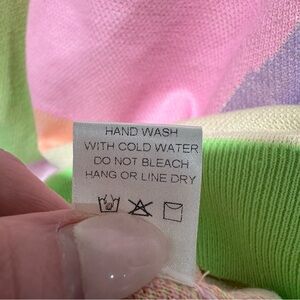 HAND WASH
WITH COLD WATER
DO NOT BLEACH
HANG OR LINE DRY